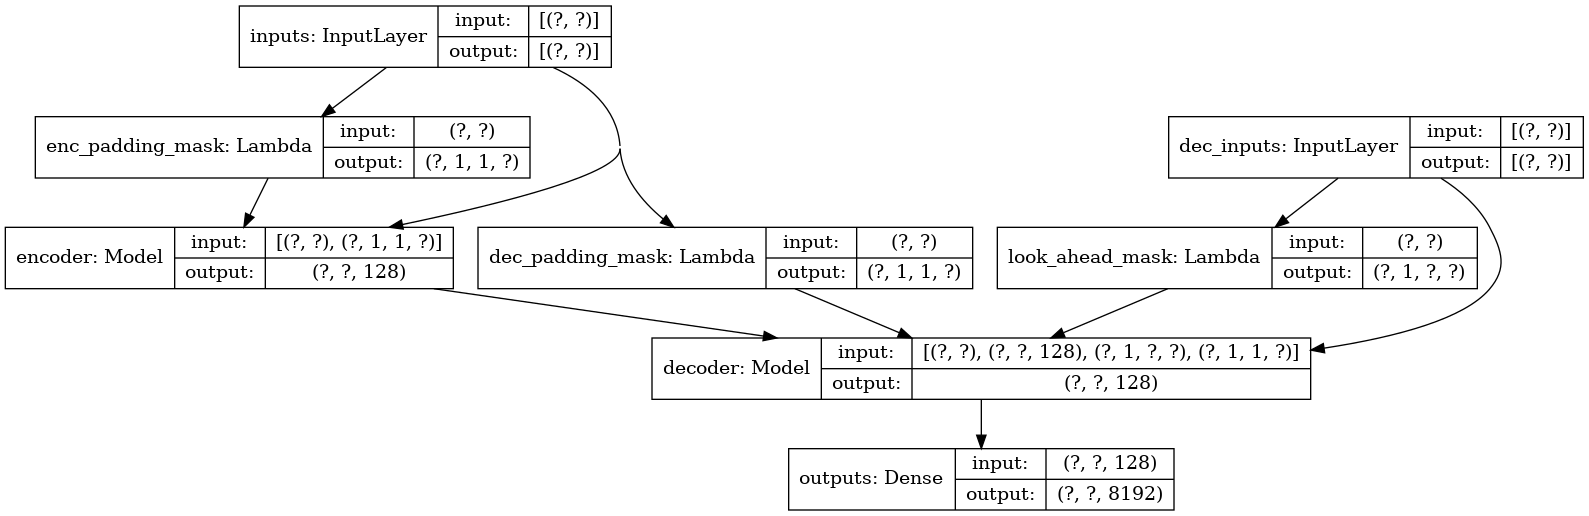 inputs: InputLayer input: [(?, ?)]
output: [(?, ?)]
enc_padding_mask: Lambda input: (?, ?)
output: (?, 1, 1, ?)
dec_inputs: InputLayer input: [(?, ?)]
output: [(?, ?)]
encoder: Model input: [(?, ?), (?, 1, 1, ?)]
output: (?, ?, 128)
dec_padding_mask: Lambda input: (?, ?)
output: (?, 1, 1, ?)
look_ahead_mask: Lambda input: (?, ?)
output: (?, 1, ?, ?)
decoder: Model input: [(?, ?), (?, ?, 128), (?, 1, ?, ?), (?, 1, 1, ?)]
output: (?, ?, 128)
outputs: Dense input: (?, ?, 128)
output: (?, ?, 8192)